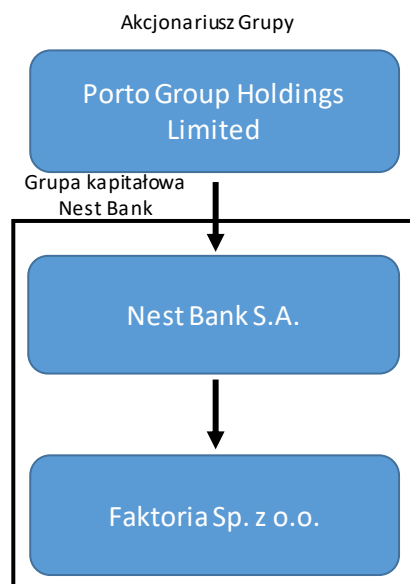 Akcjonariusz Grupy
Porto Group Holdings
Limited
Grupa kapitałowa
Nest Bank
Nest Bank S.A.
Faktoria Sp. z o.o.